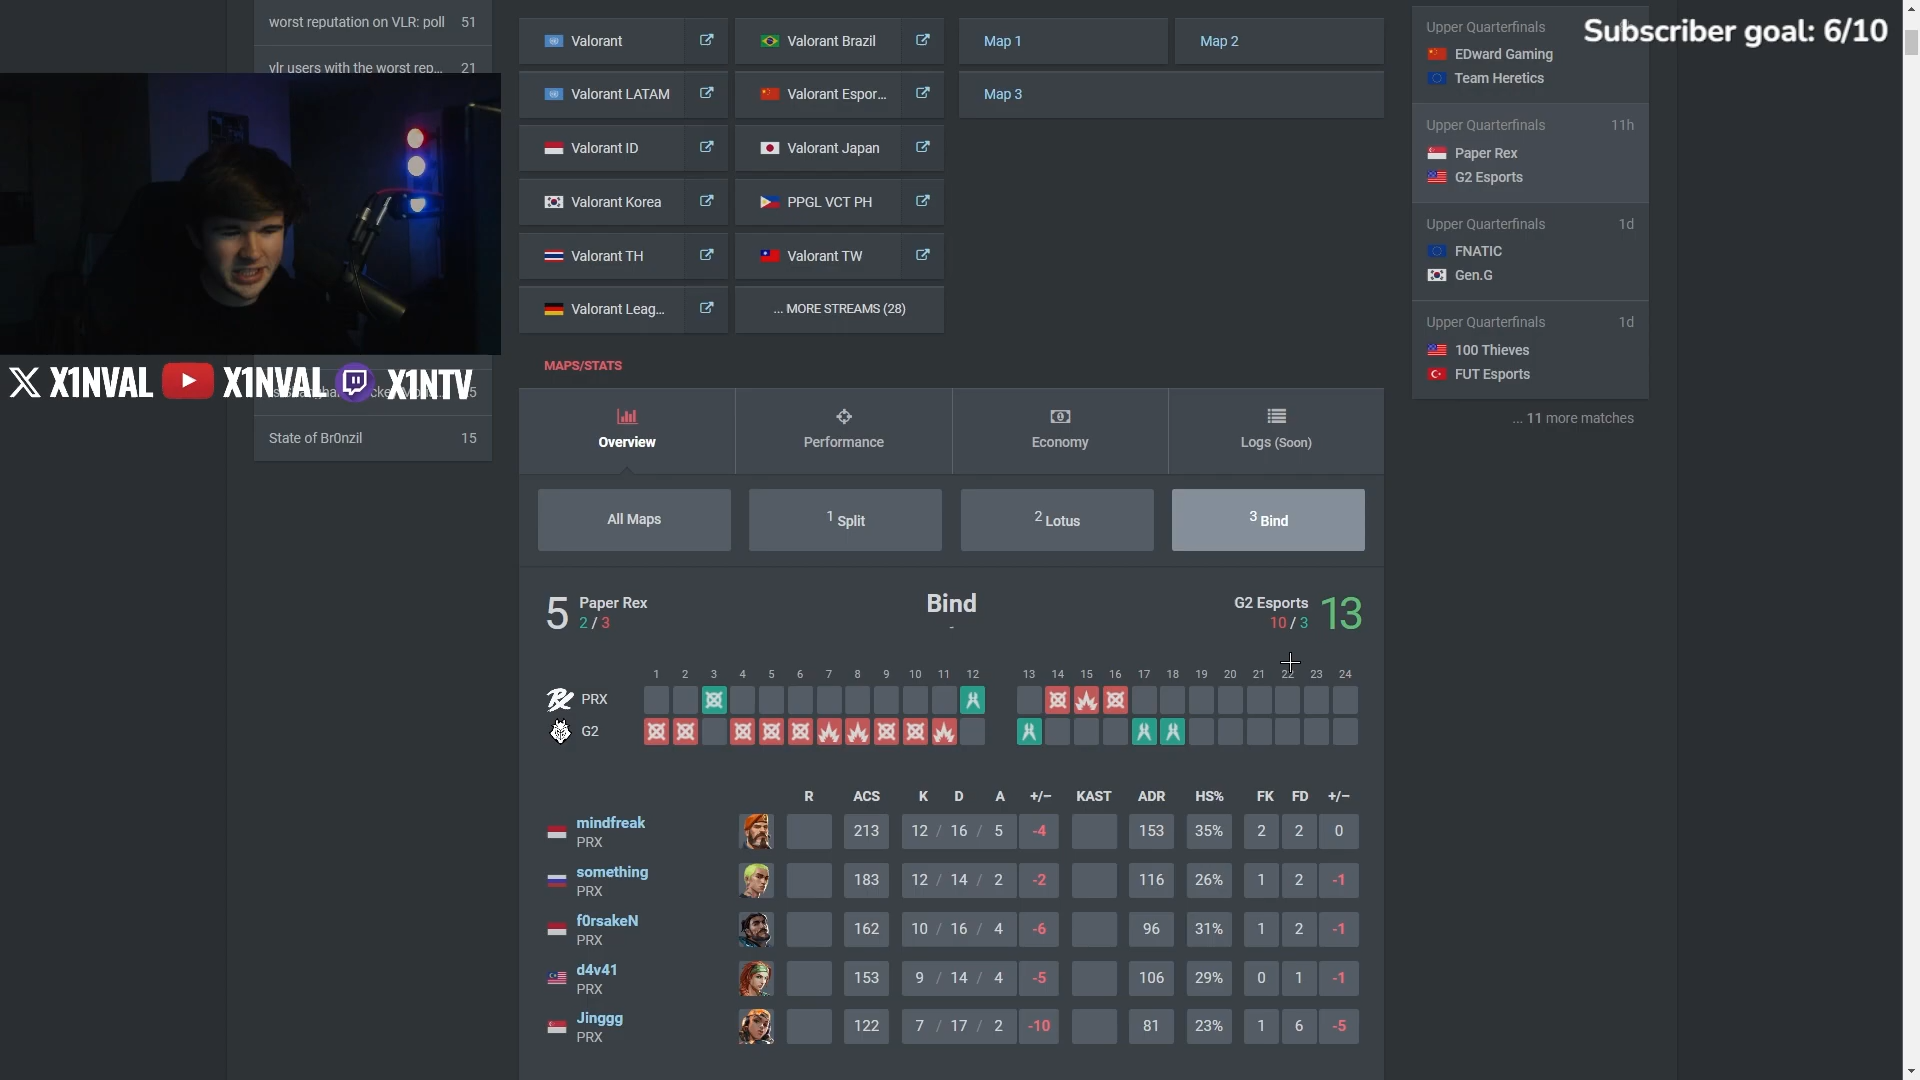 worst reputation on VLR: poll 51
vlr users with the worst rep... 21
5
State of Br0nzil 15
X1NVAL X1NVAL X1NTV
Valorant
Valorant Brazil
Valorant LATAM
Valorant Espor...
Valorant ID
Valorant Japan
Valorant Korea
PPGL VCT PH
Valorant TH
Valorant TW
Valorant Leag...
... MORE STREAMS (28)
Map 1
Map 2
Map 3
Subscriber goal: 6/10
Upper Quarterfinals
EDward Gaming
Team Heretics
Upper Quarterfinals 11h
Paper Rex
G2 Esports
Upper Quarterfinals 1d
FNATIC
Gen.G
Upper Quarterfinals 1d
100 Thieves
FUT Esports
... 11 more matches
MAPS/STATS
Overview
Performance
Economy
Logs (Soon)
All Maps
1 Split
2 Lotus
3 Bind
5 Paper Rex
2 / 3
Bind
-
G2 Esports 13
10 / 3
1 2 3 4 5 6 7 8 9 10 11 12 13 14 15 16 17 18 19 20 21 22 23 24
PRX
G2
R ACS K D A +/– KAST ADR HS% FK FD +/–
mindfreak
PRX
213 12 / 16 / 5 -4 153 35% 2 2 0
something
PRX
183 12 / 14 / 2 -2 116 26% 1 2 -1
f0rsakeN
PRX
162 10 / 16 / 4 -6 96 31% 1 2 -1
d4v41
PRX
153 9 / 14 / 4 -5 106 29% 0 1 -1
Jinggg
PRX
122 7 / 17 / 2 -10 81 23% 1 6 -5